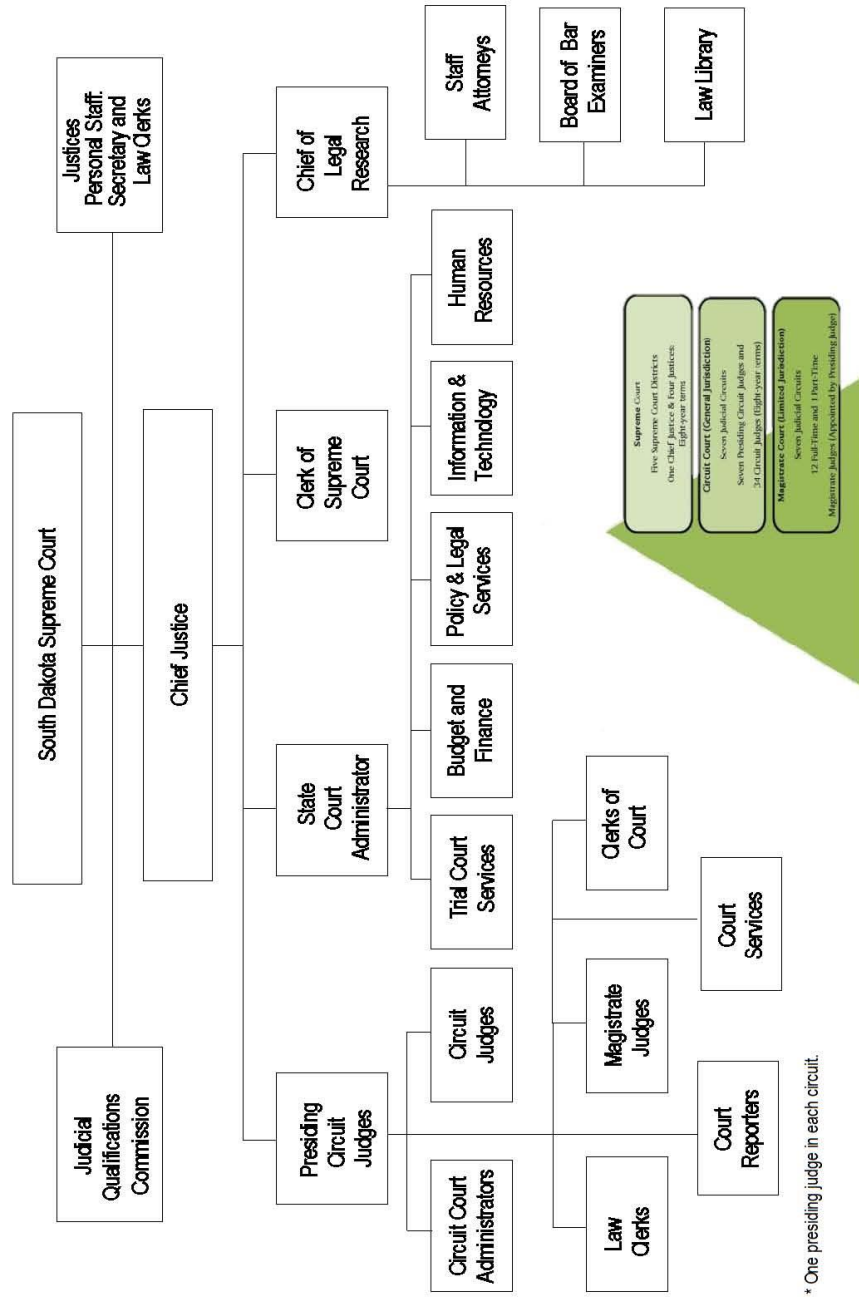 South Dakota Supreme Court
Judicial
Qualifications
Commission
Justices
Personal Staff:
Secretary and
Law Clerks
Chief Justice
Presiding
Circuit
Judges
State
Court
Administrator
Clerk of
Supreme
Court
Chief of
Legal
Research
Circuit Court
Administrators
Circuit
Judges
Trial Court
Services
Budget and
Finance
Policy & Legal
Services
Information &
Technology
Human
Resources
Staff
Attorneys
Board of Bar
Examiners
Law Library
Law
Clerks
Magistrate
Judges
Clerks of
Court
Court
Reporters
Court
Services
Supreme Court
Five Supreme Court Districts
One Chief Justice & Four Justices:
Eight-year terms
Circuit Court (General Jurisdiction)
Seven Judicial Circuits
Seven Presiding Circuit Judges and
34 Circuit Judges (Eight-year terms)
Magistrate Court (Limited Jurisdiction)
Seven Judicial Circuits
12 Full-Time and 1 Part-Time
Magistrate Judges (Appointed by Presiding Judge)
* One presiding judge in each circuit.